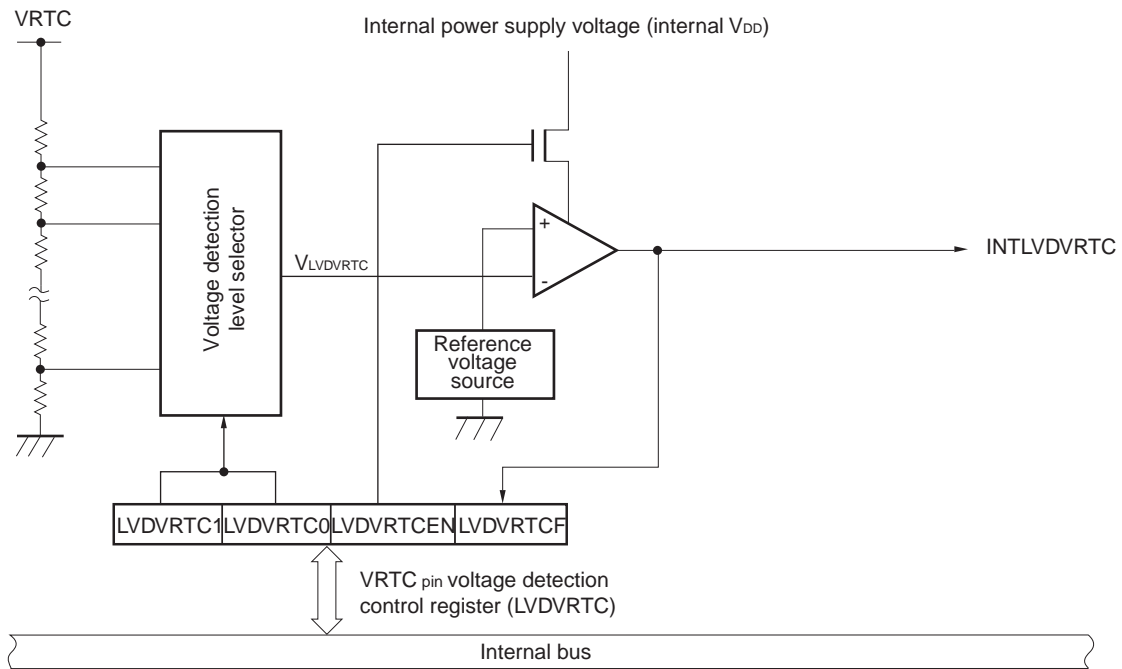 VRTC
Internal power supply voltage (internal VDD)
Voltage detection
level selector
VLVDVRTC
+
-
Reference
voltage
source
INTLVDVRTC
LVDVRTC1 LVDVRTC0 LVDVRTCEN LVDVRTCF
VRTC pin voltage detection
control register (LVDVRTC)
Internal bus